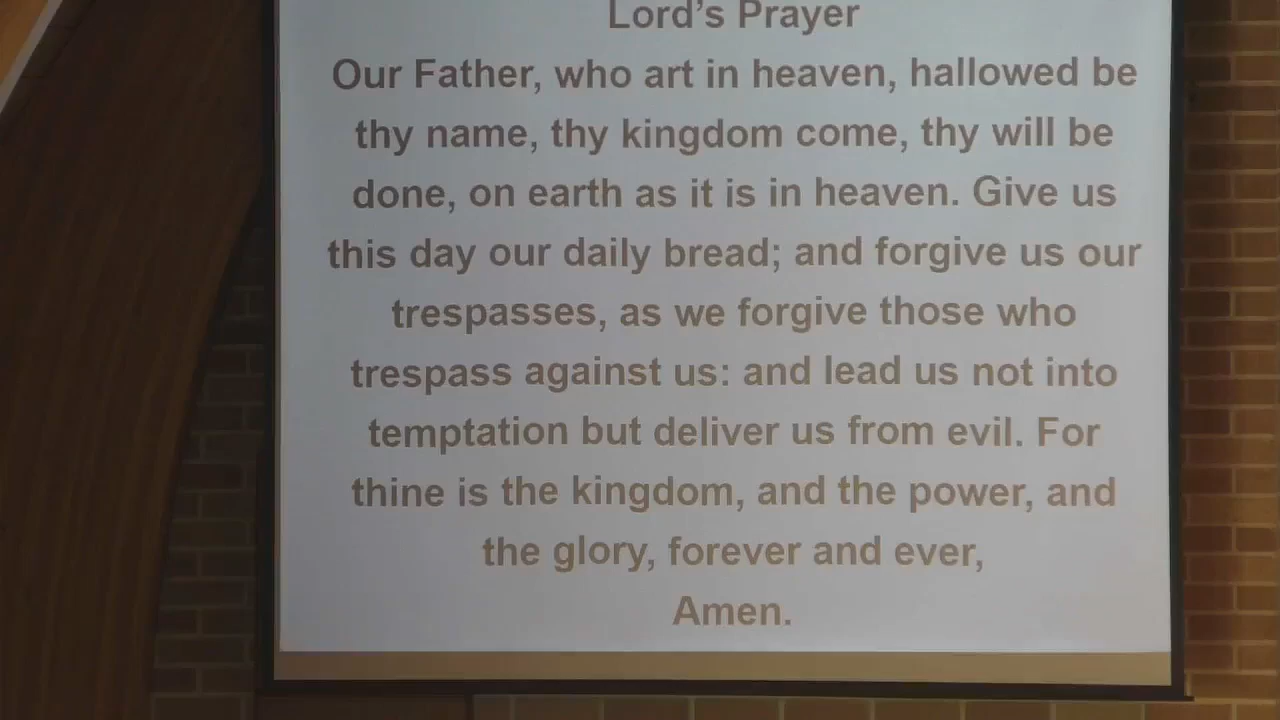 Lord's Prayer
Our Father, who art in heaven, hallowed be
thy name, thy kingdom come, thy will be
done, on earth as it is in heaven. Give us
this day our daily bread; and forgive us our
trespasses, as we forgive those who
trespass against us: and lead us not into
temptation but deliver us from evil. For
thine is the kingdom, and the power, and
the glory, forever and ever,
Amen.